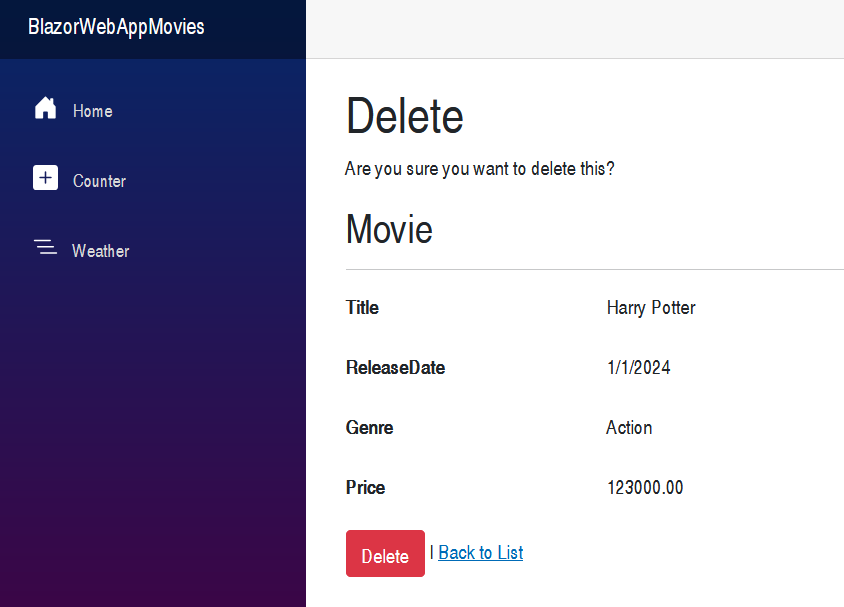 BlazorWebAppMovies
Home
Counter
Weather
Delete
Are you sure you want to delete this?
Movie
Title Harry Potter
ReleaseDate 1/1/2024
Genre Action
Price 123000.00
Delete | Back to List